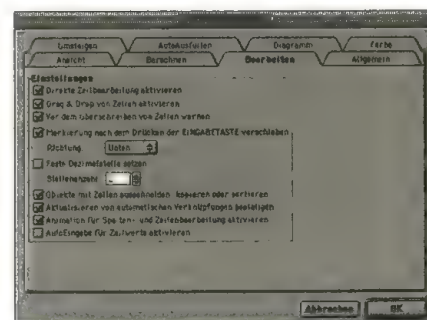 Umsteigen AutoAusfüllen Diagramm Farbe
Ansicht Berechnen Bearbeiten Allgemein
Einstellungen
Direkte Zellbearbeitung aktivieren
Drag & Drop von Zellen aktivieren
Vor dem Überschreiben von Zellen warnen
Markierung nach dem Drücken der EINGABETASTE verschieben
Richtung: Unten
Feste Dezimalstelle setzen
Stellenanzahl:
Objekte mit Zellen ausschneiden, kopieren oder sortieren
Aktualisieren von automatischen Verknüpfungen bestätigen
Animation für Spalten- und Zeilenbearbeitung aktivieren
AutoEingabe für Zellwerte aktivieren
Abbrechen OK